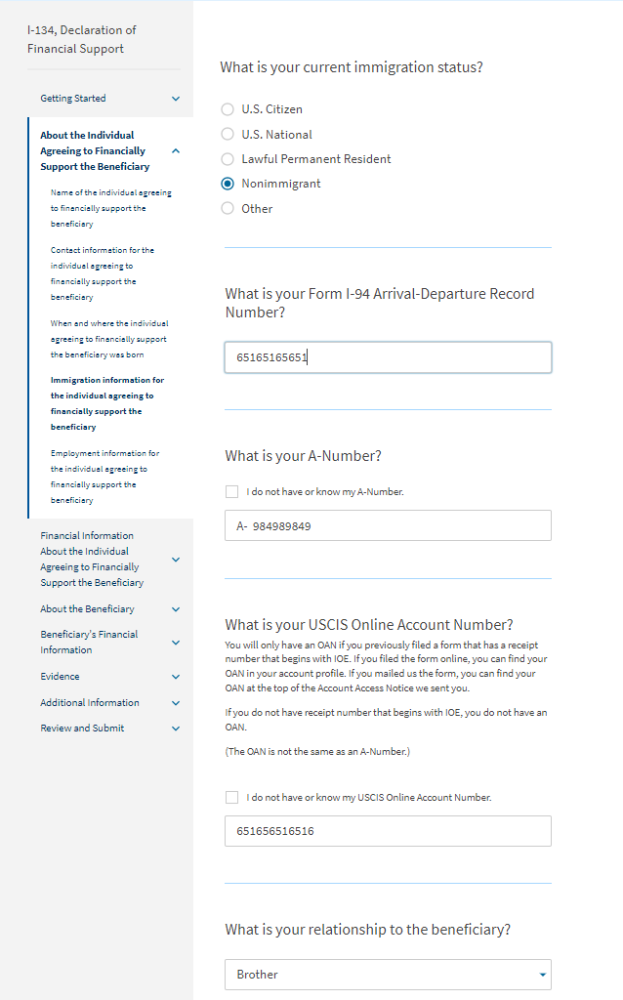 I-134, Declaration of
Financial Support
Getting Started
About the Individual
Agreeing to Financially
Support the Beneficiary
Name of the individual agreeing
to financially support the
beneficiary
Contact information for the
individual agreeing to
financially support the
beneficiary
When and where the individual
agreeing to financially support
the beneficiary was born
Immigration information for
the individual agreeing to
financially support the
beneficiary
Employment information for
the individual agreeing to
financially support the
beneficiary
Financial Information
About the Individual
Agreeing to Financially
Support the Beneficiary
About the Beneficiary
Beneficiary's Financial
Information
Evidence
Additional Information
Review and Submit
What is your current immigration status?
U.S. Citizen
U.S. National
Lawful Permanent Resident
Nonimmigrant
Other
What is your Form I-94 Arrival-Departure Record
Number?
65165165651
What is your A-Number?
I do not have or know my A-Number.
A- 984989849
What is your USCIS Online Account Number?
You will only have an OAN if you previously filed a form that has a receipt
number that begins with IOE. If you filed the form online, you can find your
OAN in your account profile. If you mailed us the form, you can find your
OAN at the top of the Account Access Notice we sent you.
If you do not have receipt number that begins with IOE, you do not have an
OAN.
(The OAN is not the same as an A-Number.)
I do not have or know my USCIS Online Account Number.
651656516516
What is your relationship to the beneficiary?
Brother